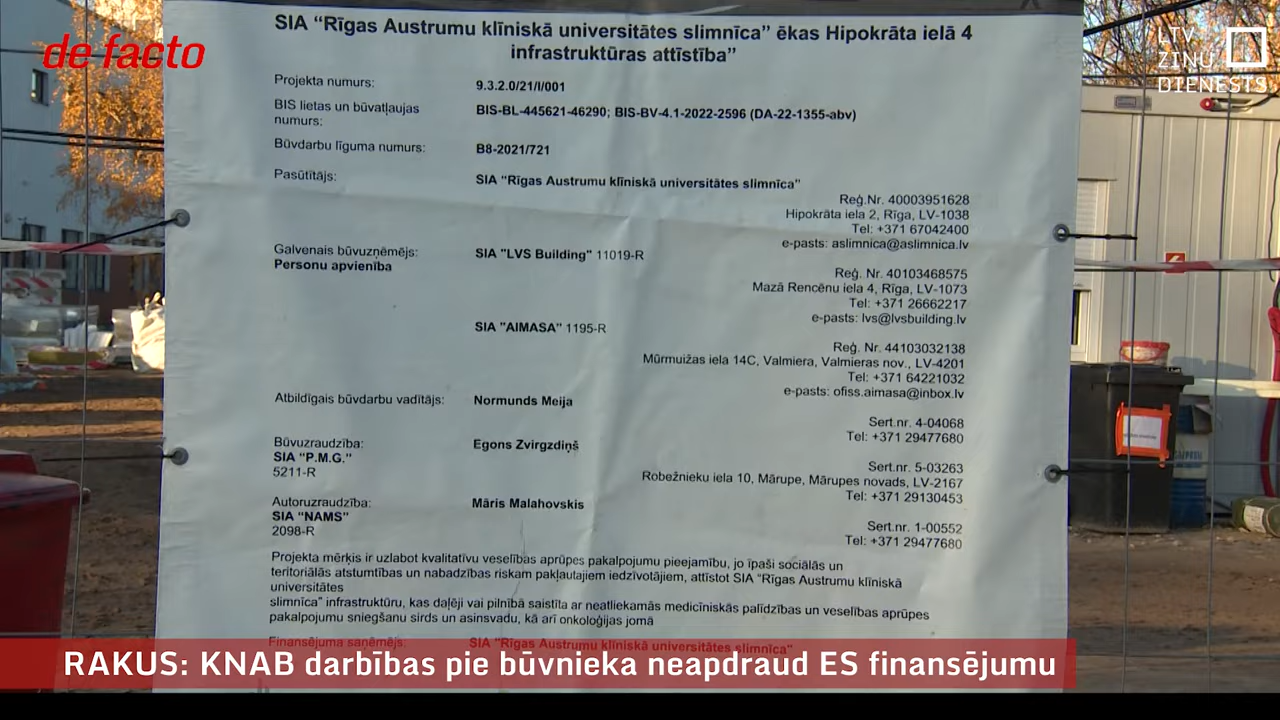 de facto
LTV
ZIŅU
DIENESTS
SIA “Rīgas Austrumu klīniskā universitātes slimnīca” ēkas Hipokrāta ielā 4
infrastruktūras attīstība”
Projekta numurs: 9.3.2.0/21/I/001
BIS lietas un būvatļaujas
numurs: BIS-BL-445621-46290; BIS-BV-4.1-2022-2596 (DA-22-1355-abv)
Būvdarbu līguma numurs: B8-2021/721
Pasūtītājs: SIA “Rīgas Austrumu klīniskā universitātes slimnīca”
Reģ.Nr. 40003951628
Hipokrāta iela 2, Rīga, LV-1038
Tel: +371 67042400
e-pasts: aslimnica@aslimnica.lv
Galvenais būvuzņēmējs: SIA "LVS Building" 11019-R
Personu apvienība
Reģ. Nr. 40103468575
Mazā Rencēnu iela 4, Rīga, LV-1073
Tel: +371 26662217
e-pasts: lvs@lvsbuilding.lv
SIA "AIMASA" 1195-R
Reģ. Nr. 44103032138
Mūrmuižas iela 14C, Valmiera, Valmieras nov., LV-4201
Tel: +371 64221032
e-pasts: ofiss.aimasa@inbox.lv
Atbildīgais būvdarbu vadītājs: Normunds Meija
Sert.nr. 4-04068
Tel: +371 29477680
Būvuzraudzība: Egons Zvirgzdiņš
SIA "P.M.G."
5211-R
Sert.nr. 5-03263
Robežnieku iela 10, Mārupe, Mārupes novads, LV-2167
Tel: +371 29130453
Autoruzraudzība: Māris Malahovskis
SIA "NAMS"
2098-R
Sert.nr. 1-00552
Tel: +371 29477680
Projekta mērķis ir uzlabot kvalitatīvu veselības aprūpes pakalpojumu pieejamību, jo īpaši sociālās un
teritoriālās atstumtības un nabadzības riskam pakļautajiem iedzīvotājiem, attīstot SIA “Rīgas Austrumu klīniskā
universitātes
slimnīca” infrastruktūru, kas daļēji vai pilnībā saistīta ar neatliekamās medicīniskās palīdzības un veselības aprūpes
pakalpojumu sniegšanu sirds un asinsvadu, kā arī onkoloģijas jomā
Finansējuma saņēmējs: SIA “Rīgas Austrumu klīniskā universitātes slimnīca”
RAKUS: KNAB darbības pie būvnieka neapdraud ES finansējumu